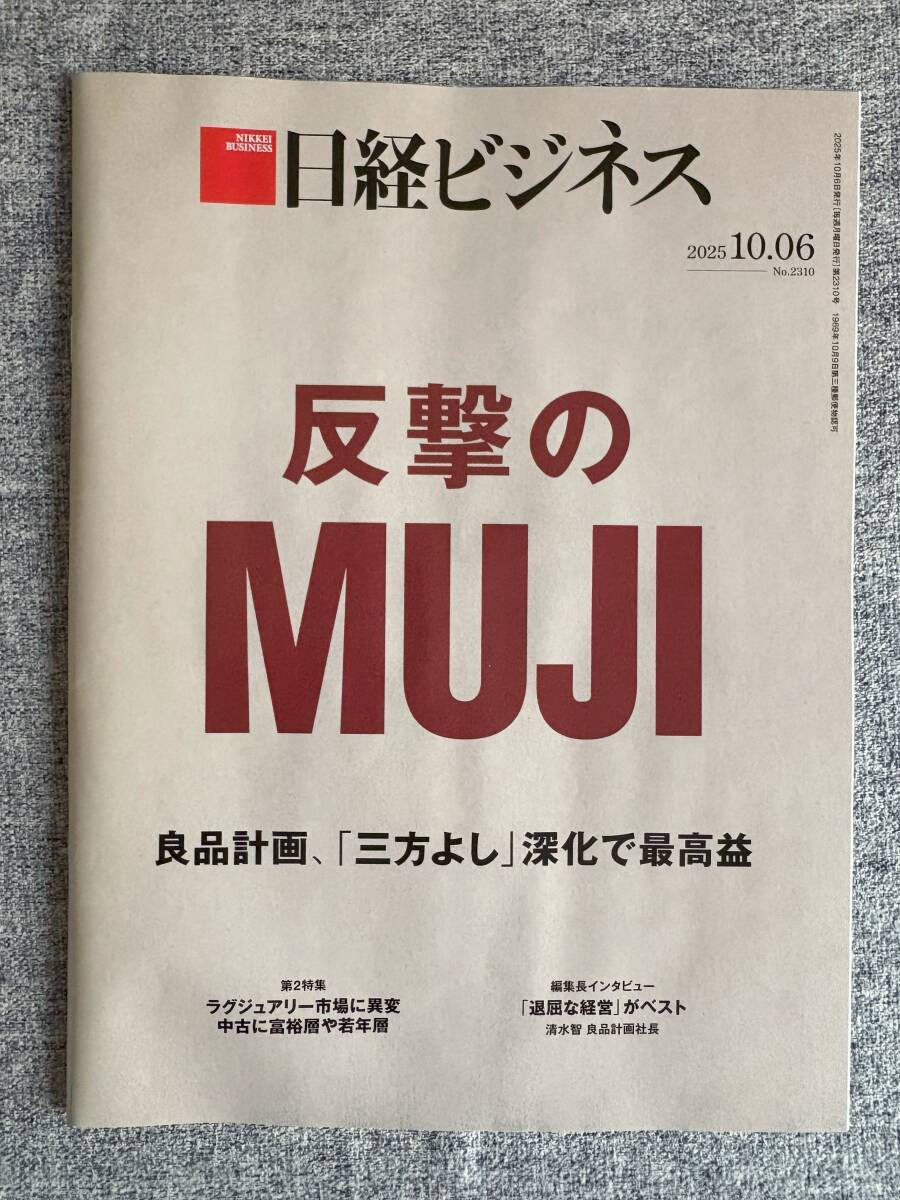 NIKKEI
BUSINESS
日経ビジネス
2025 10.06
No.2310
2025年10月6日発行［毎週月曜日発行］第2310号 1969年10月9日第三種郵便物認可
反撃の
MUJI
良品計画、「三方よし」深化で最高益
第2特集
ラグジュアリー市場に異変
中古に富裕層や若年層
編集長インタビュー
「退屈な経営」がベスト
清水智 良品計画社長